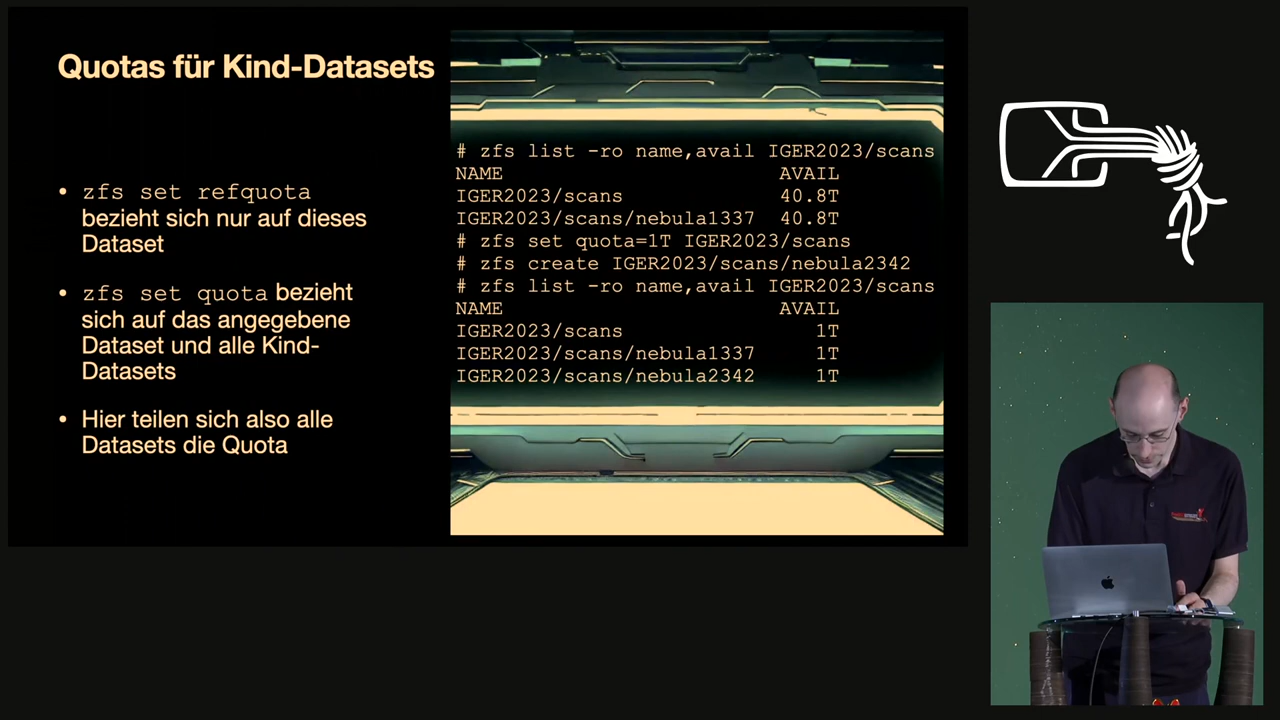 Quotas für Kind-Datasets
• zfs set refquota
bezieht sich nur auf dieses
Dataset
• zfs set quota bezieht
sich auf das angegebene
Dataset und alle Kind-
Datasets
• Hier teilen sich also alle
Datasets die Quota
# zfs list -ro name,avail IGER2023/scans
NAME AVAIL
IGER2023/scans 40.8T
IGER2023/scans/nebula1337 40.8T
# zfs set quota=1T IGER2023/scans
# zfs create IGER2023/scans/nebula2342
# zfs list -ro name,avail IGER2023/scans
NAME AVAIL
IGER2023/scans 1T
IGER2023/scans/nebula1337 1T
IGER2023/scans/nebula2342 1T